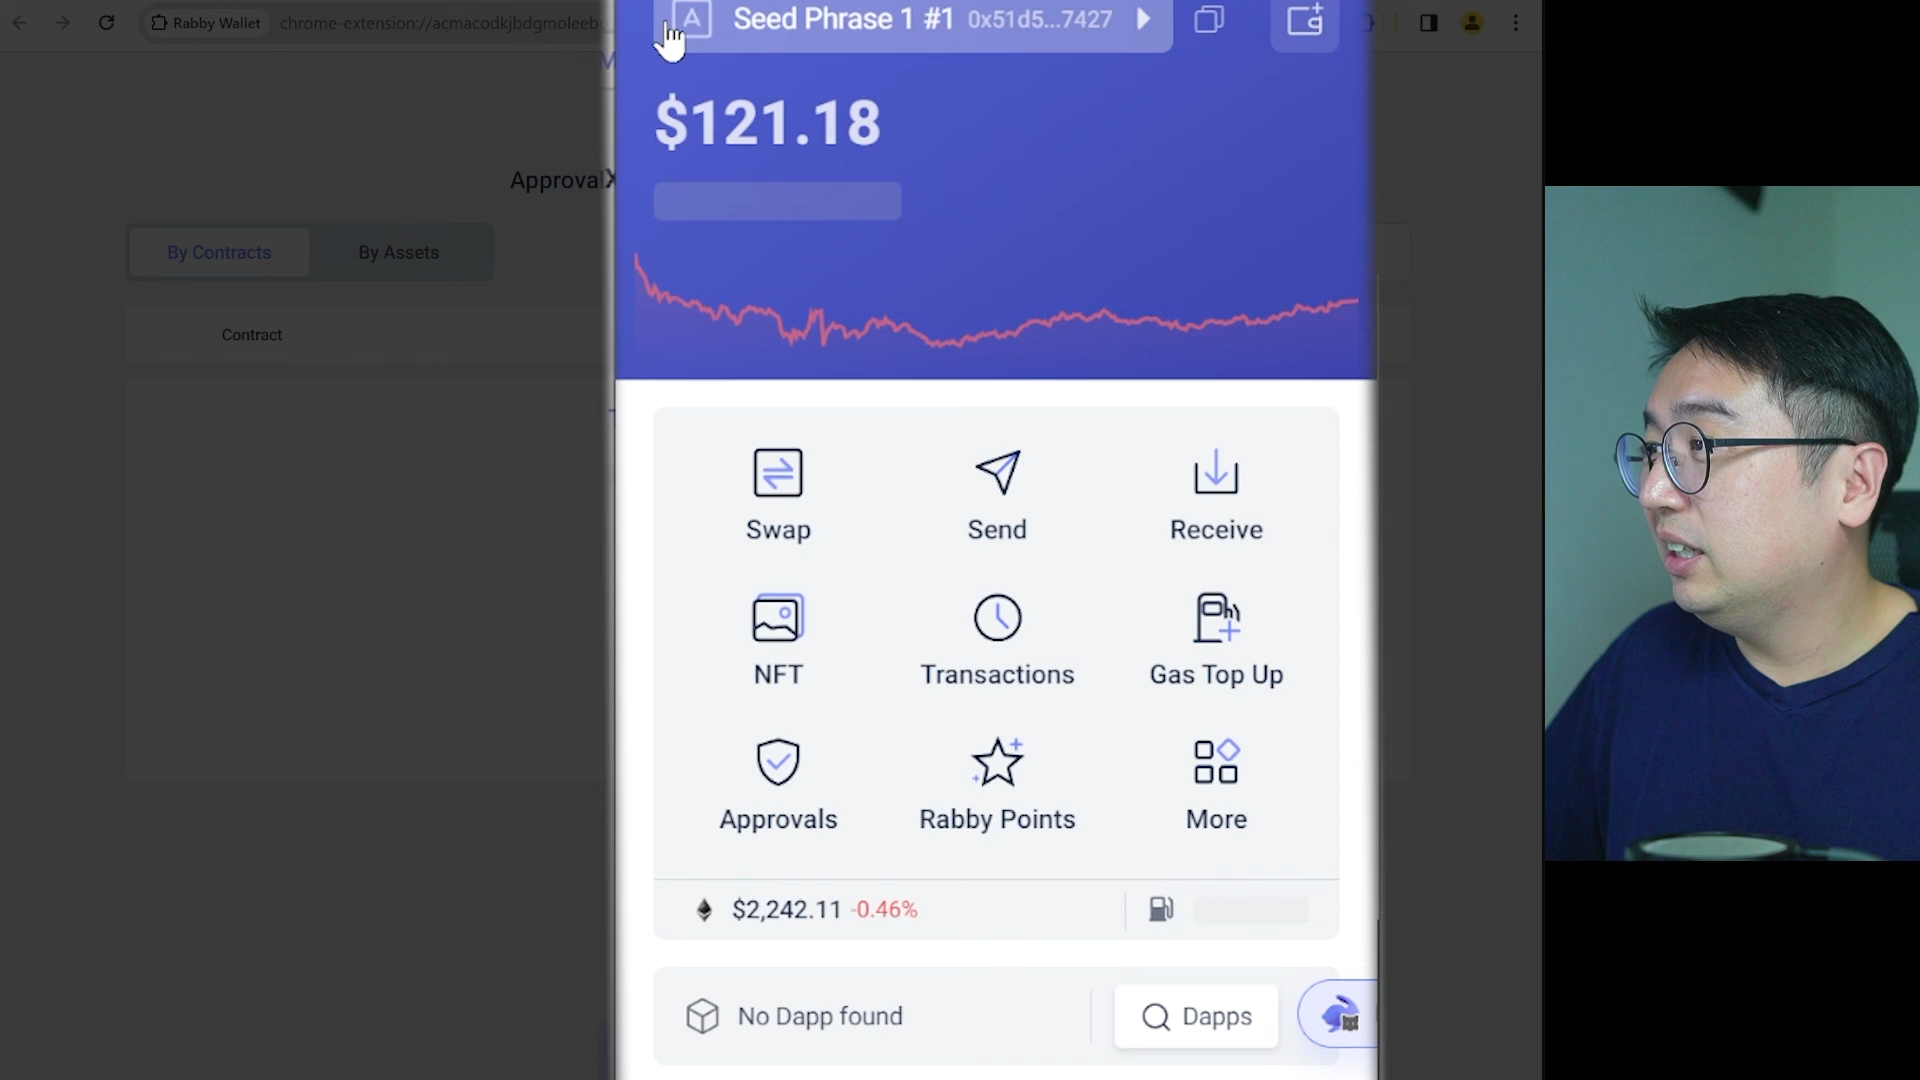 Rabby Wallet
chrome-extension://acmacodkjbdgmoleeb
A
Seed Phrase 1 #1 0x51d5...7427
$121.18
Approval
By Contracts
By Assets
Contract
Swap
Send
Receive
NFT
Transactions
Gas Top Up
Approvals
Rabby Points
More
$2,242.11 -0.46%
No Dapp found
Dapps